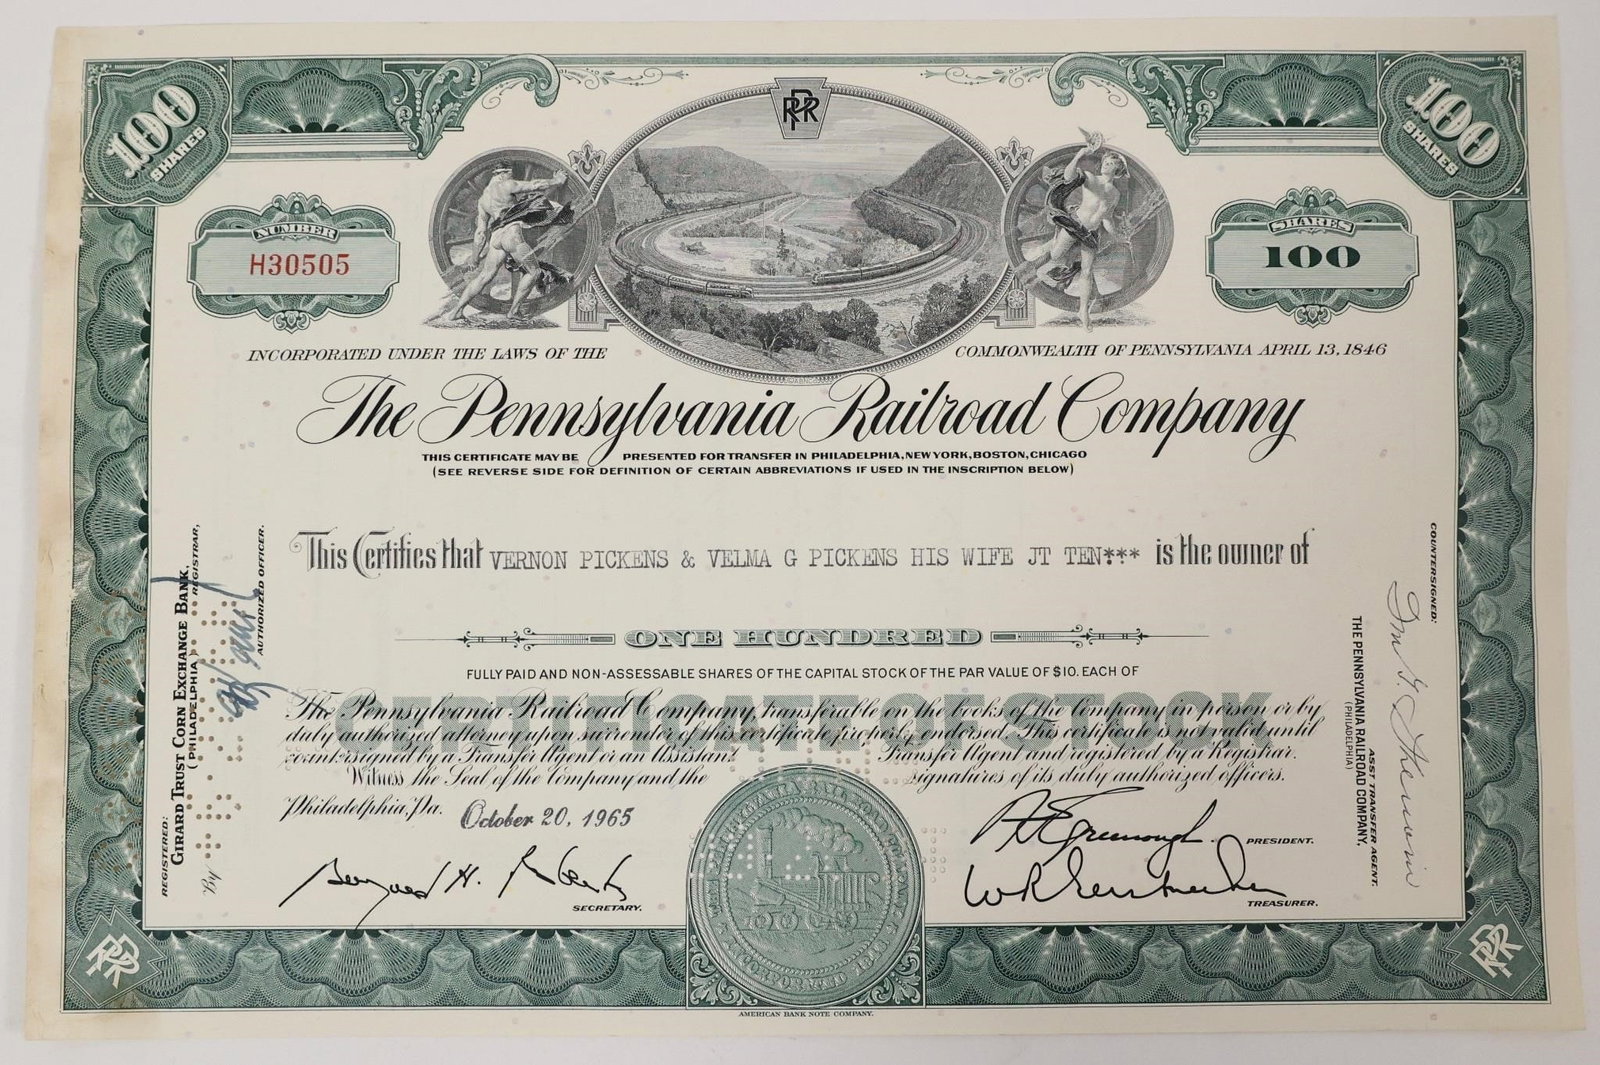 100 SHARES
PRR
100 SHARES
NUMBER
H30505
SHARES
100
INCORPORATED UNDER THE LAWS OF THE COMMONWEALTH OF PENNSYLVANIA APRIL 13, 1846
The Pennsylvania Railroad Company
THIS CERTIFICATE MAY BE PRESENTED FOR TRANSFER IN PHILADELPHIA, NEW YORK, BOSTON, CHICAGO
(SEE REVERSE SIDE FOR DEFINITION OF CERTAIN ABBREVIATIONS IF USED IN THE INSCRIPTION BELOW)
This Certifies that VERNON PICKENS & VELMA G PICKENS HIS WIFE JT TEN*** is the owner of
ONE HUNDRED
FULLY PAID AND NON-ASSESSABLE SHARES OF THE CAPITAL STOCK OF THE PAR VALUE OF $10. EACH OF
CERTIFICATE OF STOCK
The Pennsylvania Railroad Company, transferable on the books of the Company in person or by
duly authorized attorney upon surrender of this certificate properly endorsed. This certificate is not valid until
countersigned by a Transfer Agent or an Assistant Transfer Agent and registered by a Registrar.
Witness the Seal of the Company and the signatures of its duly authorized officers.
Philadelphia, Pa. October 20, 1965
PRESIDENT.
SECRETARY.
TREASURER.
REGISTERED:
GIRARD TRUST CORN EXCHANGE BANK,
(PHILADELPHIA) REGISTRAR,
By
AUTHORIZED OFFICER.
COUNTERSIGNED:
THE PENNSYLVANIA RAILROAD COMPANY,
(PHILADELPHIA)
ASST TRANSFER AGENT.
PRR
PRR
AMERICAN BANK NOTE COMPANY.